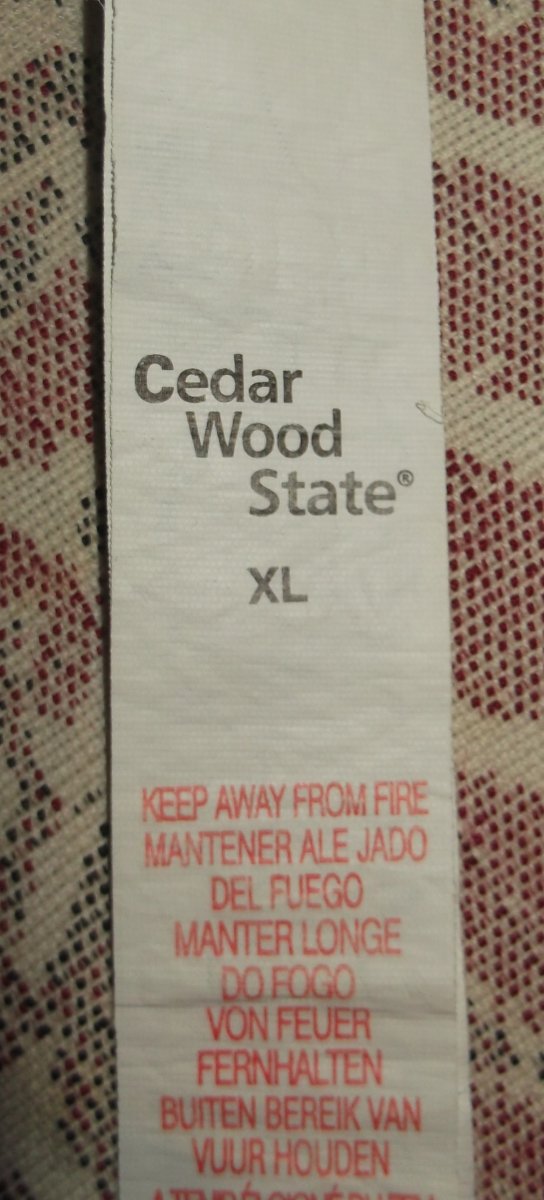 Cedar
Wood
State®
XL
KEEP AWAY FROM FIRE
MANTENER ALE JADO
DEL FUEGO
MANTER LONGE
DO FOGO
VON FEUER
FERNHALTEN
BUITEN BEREIK VAN
VUUR HOUDEN